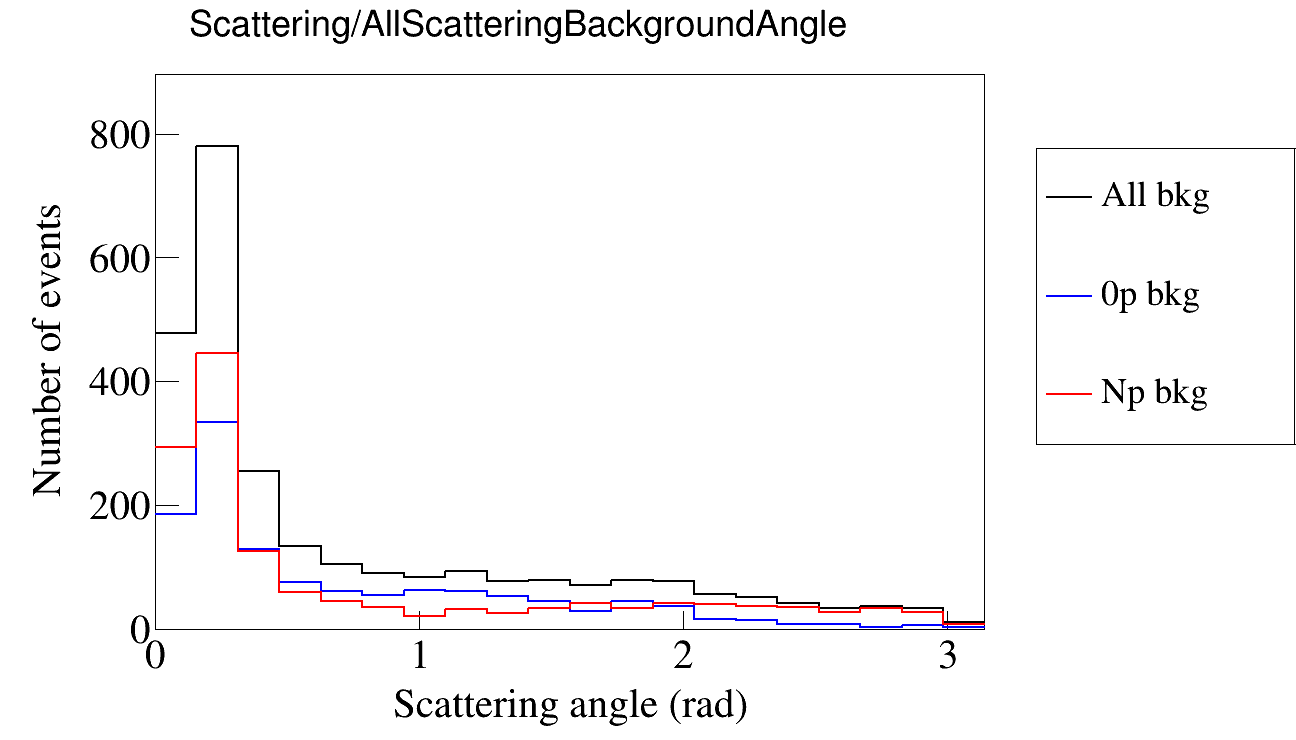 Scattering/AllScatteringBackgroundAngle
800
600
400
200
0
Number of events
0 1 2 3
Scattering angle (rad)
All bkg
0p bkg
Np bkg